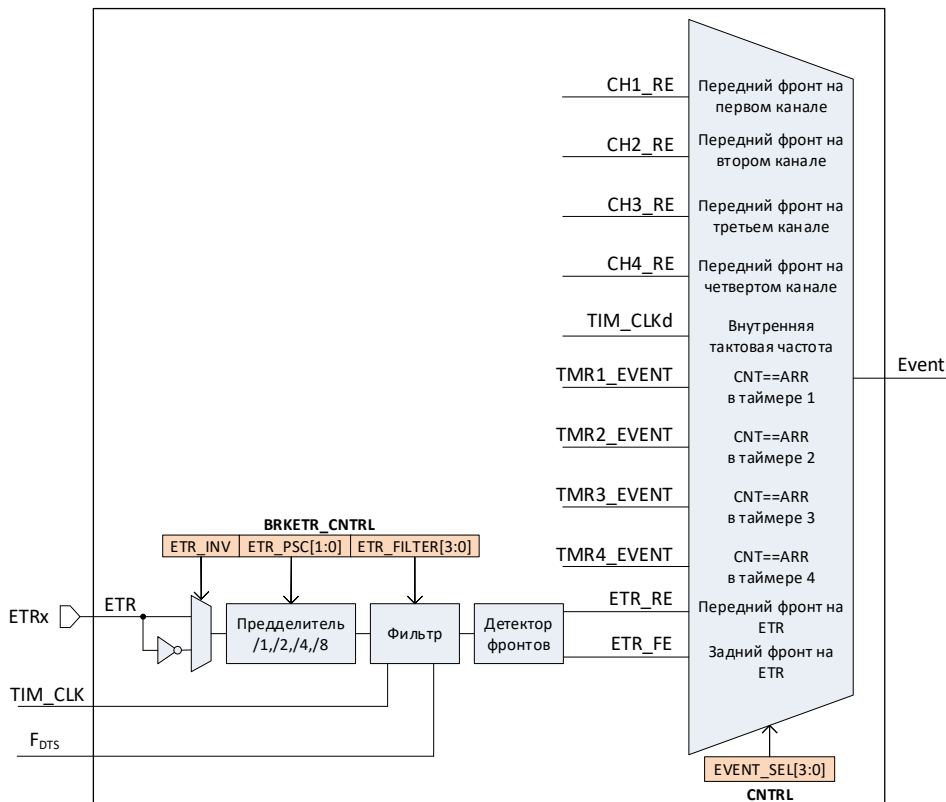 CH1_RE
Передний фронт на
первом канале
CH2_RE
Передний фронт на
втором канале
CH3_RE
Передний фронт на
третьем канале
CH4_RE
Передний фронт на
четвертом канале
TIM_CLKd
Внутренняя
тактовая частота
Event
TMR1_EVENT
CNT==ARR
в таймере 1
TMR2_EVENT
CNT==ARR
в таймере 2
TMR3_EVENT
CNT==ARR
в таймере 3
TMR4_EVENT
CNT==ARR
в таймере 4
BRKETR_CNTRL
ETR_INV ETR_PSC[1:0] ETR_FILTER[3:0]
ETRx
ETR
Предделитель
/1,/2,/4,/8
Фильтр
Детектор
фронтов
ETR_RE
Передний фронт на
ETR
ETR_FE
Задний фронт на
ETR
TIM_CLK
FDTS
EVENT_SEL[3:0]
CNTRL